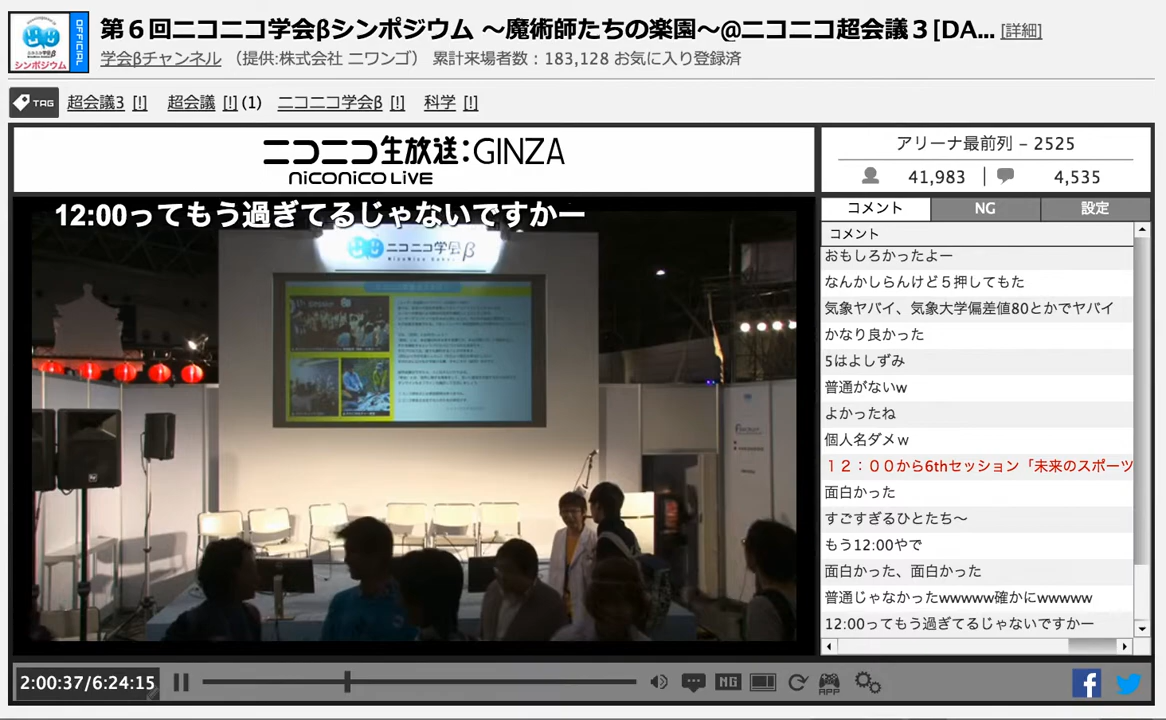 OFFICIAL
シンポジウム
第６回ニコニコ学会βシンポジウム ～魔術師たちの楽園～@ニコニコ超会議３[DA... [詳細]
学会βチャンネル （提供:株式会社 ニワンゴ） 累計来場者数：183,128 お気に入り登録済
TAG 超会議3 [!] 超会議 [!] (1) ニコニコ学会β [!] 科学 [!]
ニコニコ生放送:GINZA
niconico Live
アリーナ最前列 – 2525
41,983 | 4,535
コメント NG 設定
コメント
おもしろかったよー
なんかしらんけど５押してもた
気象ヤバイ、気象大学偏差値80とかでヤバイ
かなり良かった
5はよしずみ
普通がないw
よかったね
個人名ダメｗ
１２：００から6thセッション「未来のスポーツ
面白かった
すごすぎるひとたち～
もう12:00やで
面白かった、面白かった
普通じゃなかったwwwww確かにwwwww
12:00ってもう過ぎてるじゃないですかー
12:00ってもう過ぎてるじゃないですかー
ニコニコ学会β
2:00:37/6:24:15
NG
APP